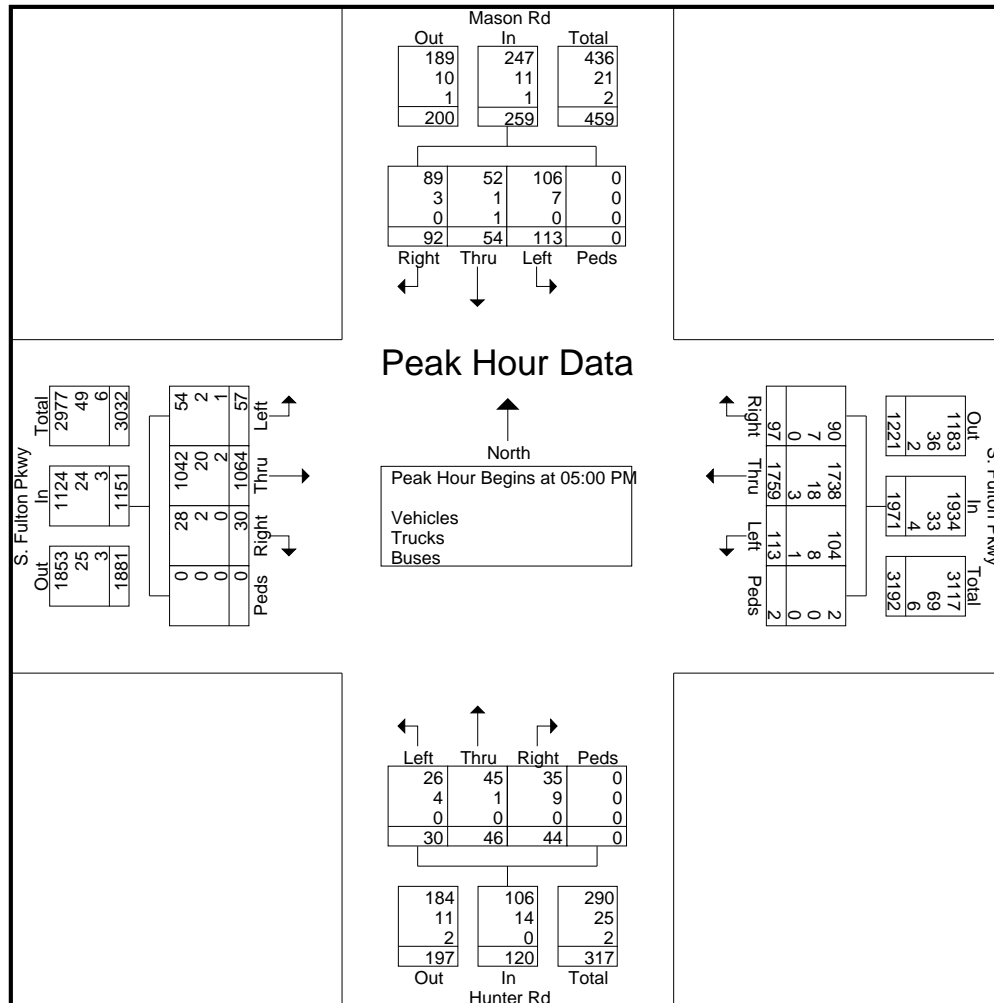 Mason Rd
Out In Total
189 247 436
10 11 21
1 1 2
200 259 459
89 52 106 0
3 1 7 0
0 1 0 0
92 54 113 0
Right Thru Left Peds
Peak Hour Data
North
Peak Hour Begins at 05:00 PM
Vehicles
Trucks
Buses
S. Fulton Pkwy
Out In Total
1853 1124 2977
25 24 49
3 3 6
1881 1151 3032
Peds Right Thru Left
0 28 1042 54
0 2 20 2
0 0 2 1
0 30 1064 57
S. Fulton Pkwy
Out In Total
1183 1934 3117
36 33 69
2 4 6
1221 1971 3192
90 1738 104 2
7 18 8 0
0 3 1 0
97 1759 113 2
Right Thru Left Peds
Left Thru Right Peds
26 45 35 0
4 1 9 0
0 0 0 0
30 46 44 0
184 106 290
11 14 25
2 0 2
197 120 317
Out In Total
Hunter Rd